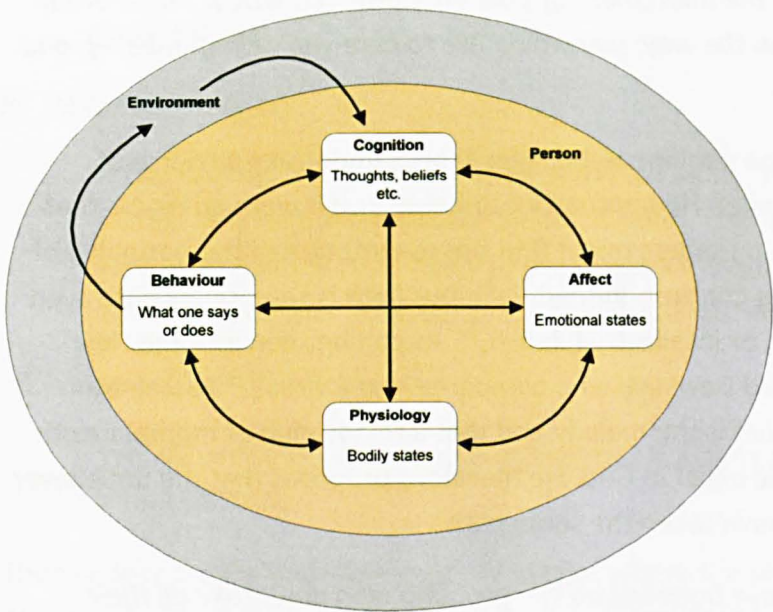 Environment
Cognition
Thoughts, beliefs
etc.
Person
Behaviour
What one says
or does
Affect
Emotional states
Physiology
Bodily states